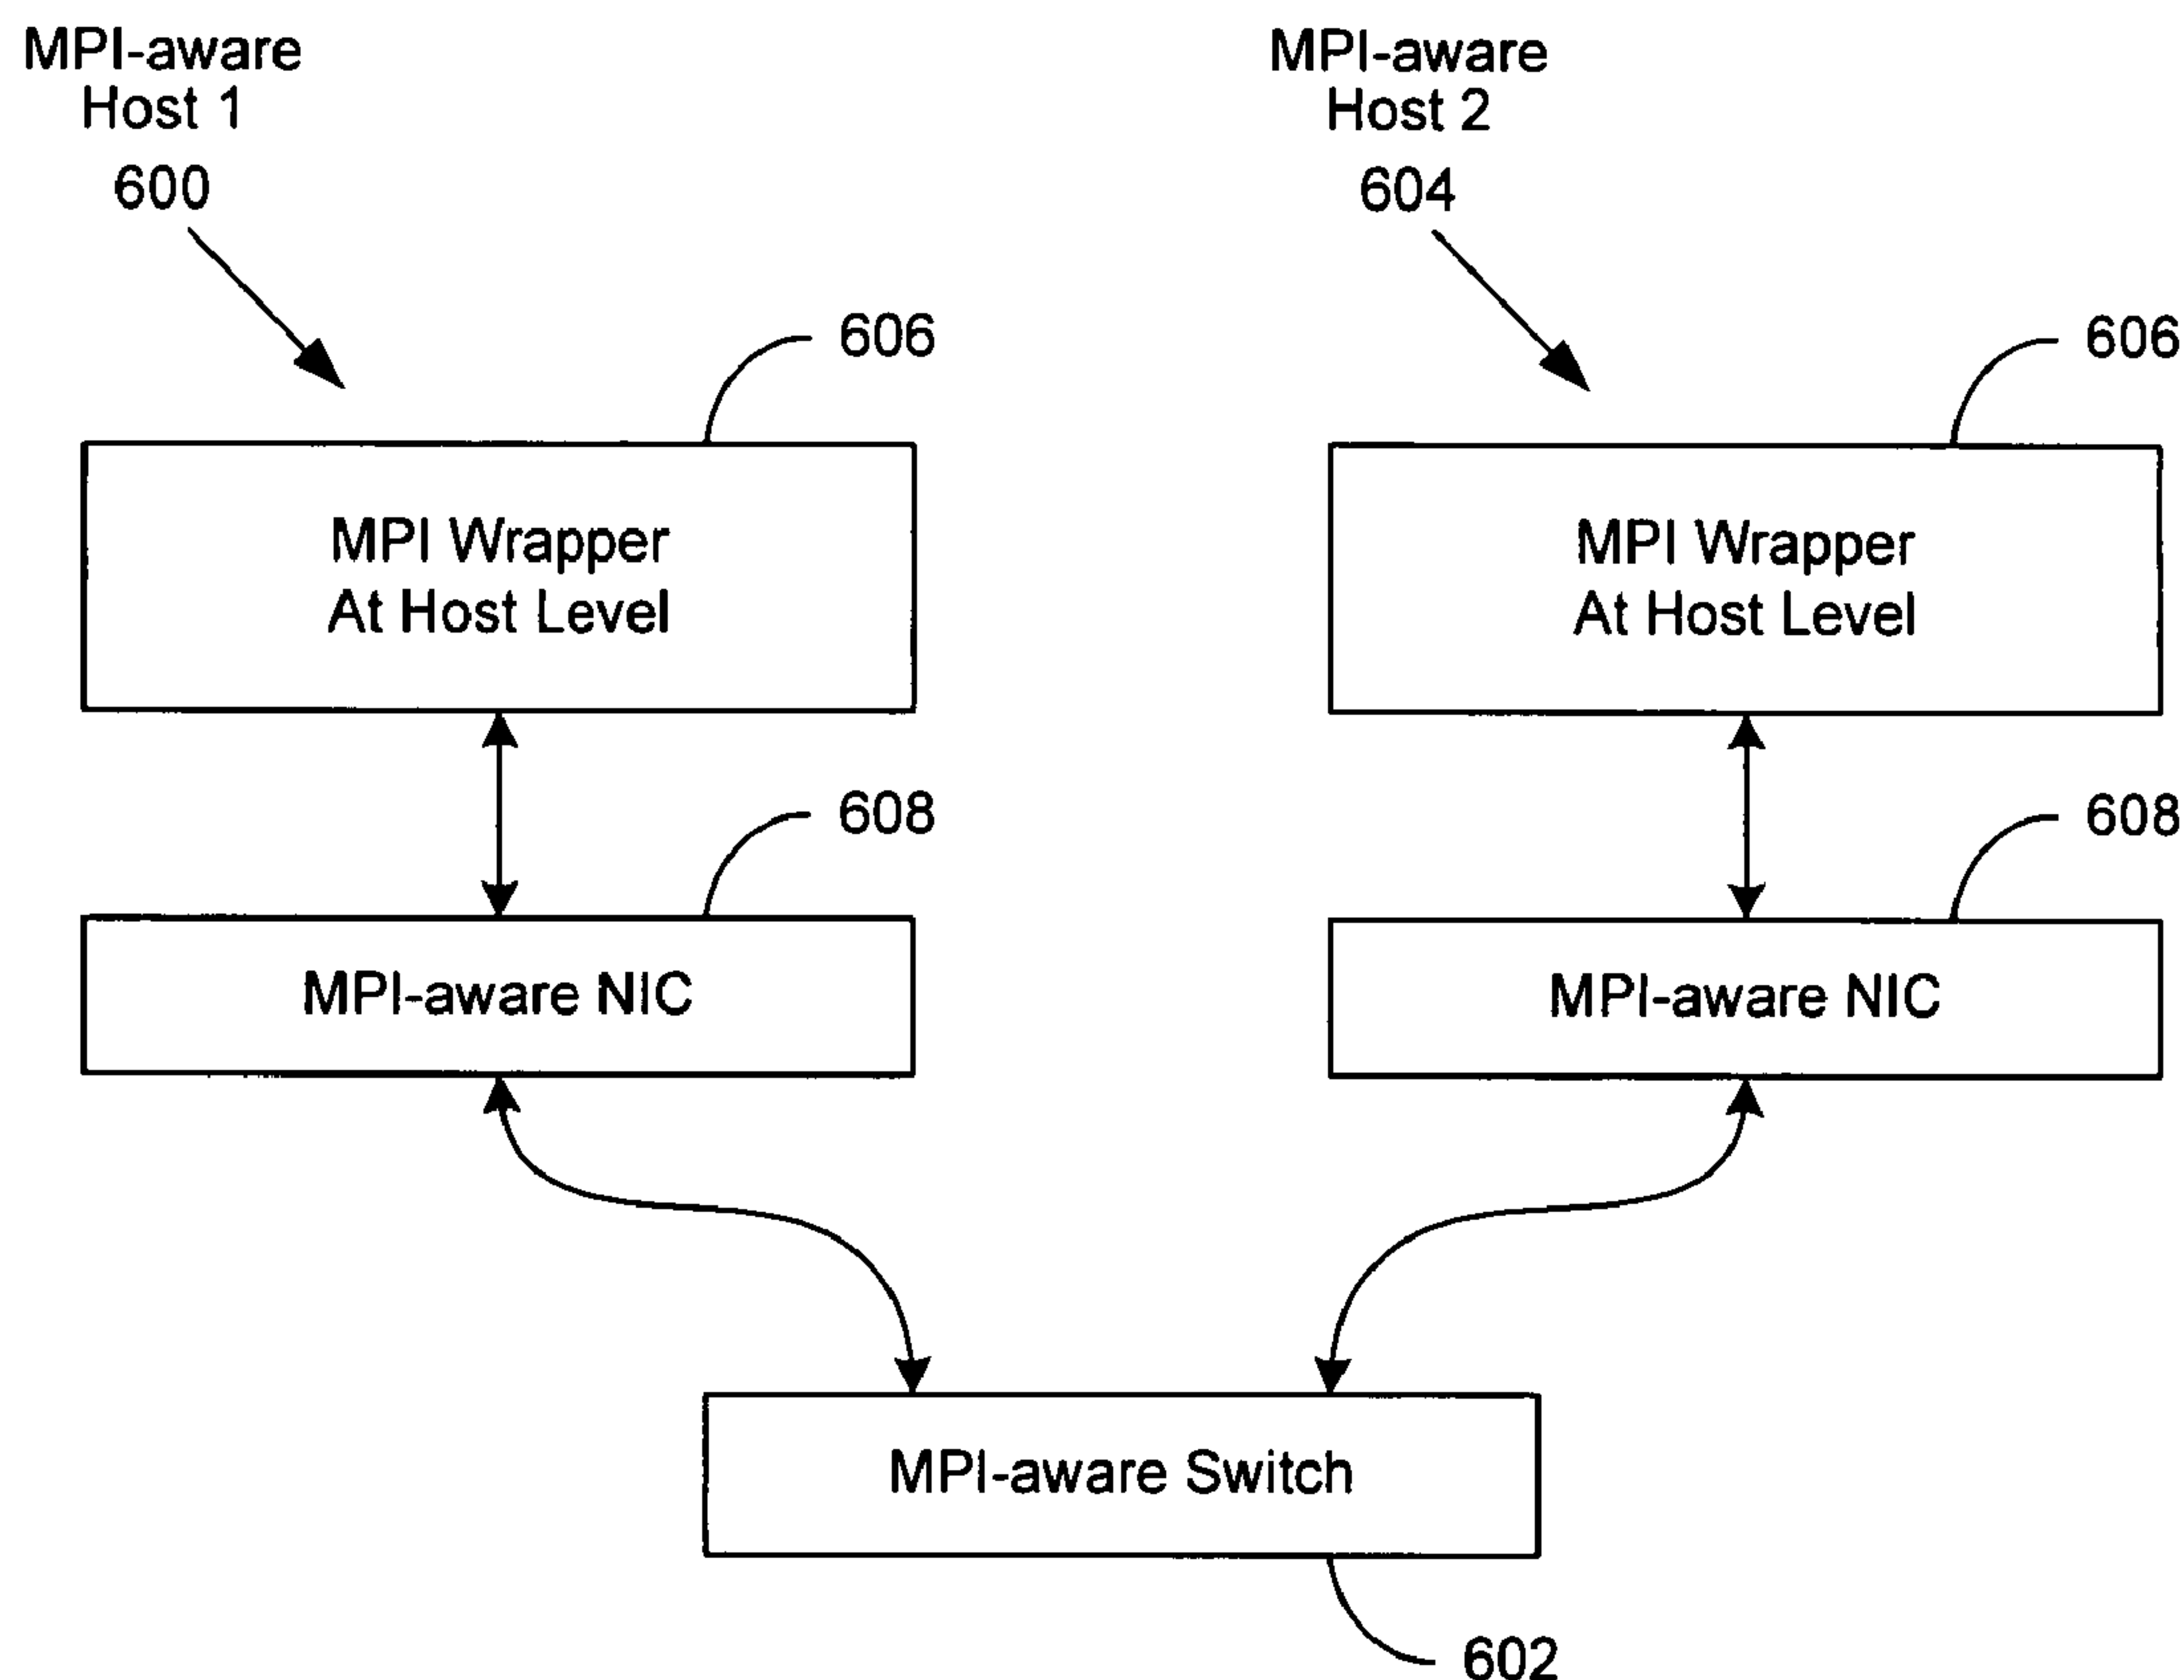 MPI-aware
Host 1
600
MPI-aware
Host 2
604
606
606
MPI Wrapper
At Host Level
MPI Wrapper
At Host Level
608
608
MPI-aware NIC
MPI-aware NIC
MPI-aware Switch
602